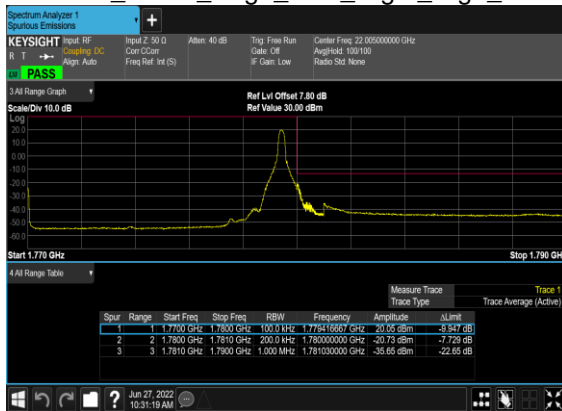 Spectrum Analyzer 1
Spurious Emissions
KEYSIGHT Input: RF Input Z: 50 Ω Atten: 40 dB Trig: Free Run Center Freq: 22.005000000 GHz
R T Coupling: DC Corr CCorr Gate: Off Avg|Hold: 100/100
Align: Auto Freq Ref: Int (S) IF Gain: Low Radio Std: None
PASS
3 All Range Graph
Ref Lvl Offset 7.80 dB
Scale/Div 10.0 dB Ref Value 30.00 dBm
Log
20.0
10.0
0.00
-10.0
-20.0
-30.0
-40.0
-50.0
-60.0
Start 1.770 GHz Stop 1.790 GH
4 All Range Table
Measure Trace Trace 1
Trace Type Trace Average (Active)
Spur Range Start Freq Stop Freq RBW Frequency Amplitude ΔLimit
1 1 1.7700 GHz 1.7800 GHz 100.0 kHz 1.779416667 GHz 20.05 dBm -9.947 dB
2 2 1.7800 GHz 1.7810 GHz 200.0 kHz 1.780000000 GHz -20.73 dBm -7.729 dB
3 3 1.7810 GHz 1.7900 GHz 1.000 MHz 1.781030000 GHz -35.65 dBm -22.65 dB
Jun 27, 2022
10:31:19 AM